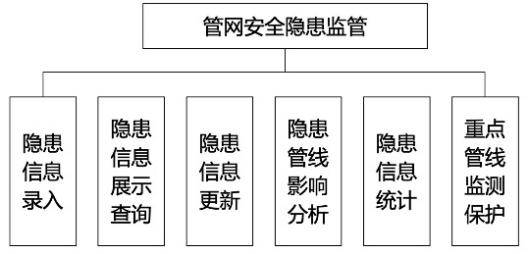 管网安全隐患监管
隐患
信息
录入
隐患
信息
展示
查询
隐患
信息
更新
隐患
管线
影响
分析
隐患
信息
统计
重点
管线
监测
保护